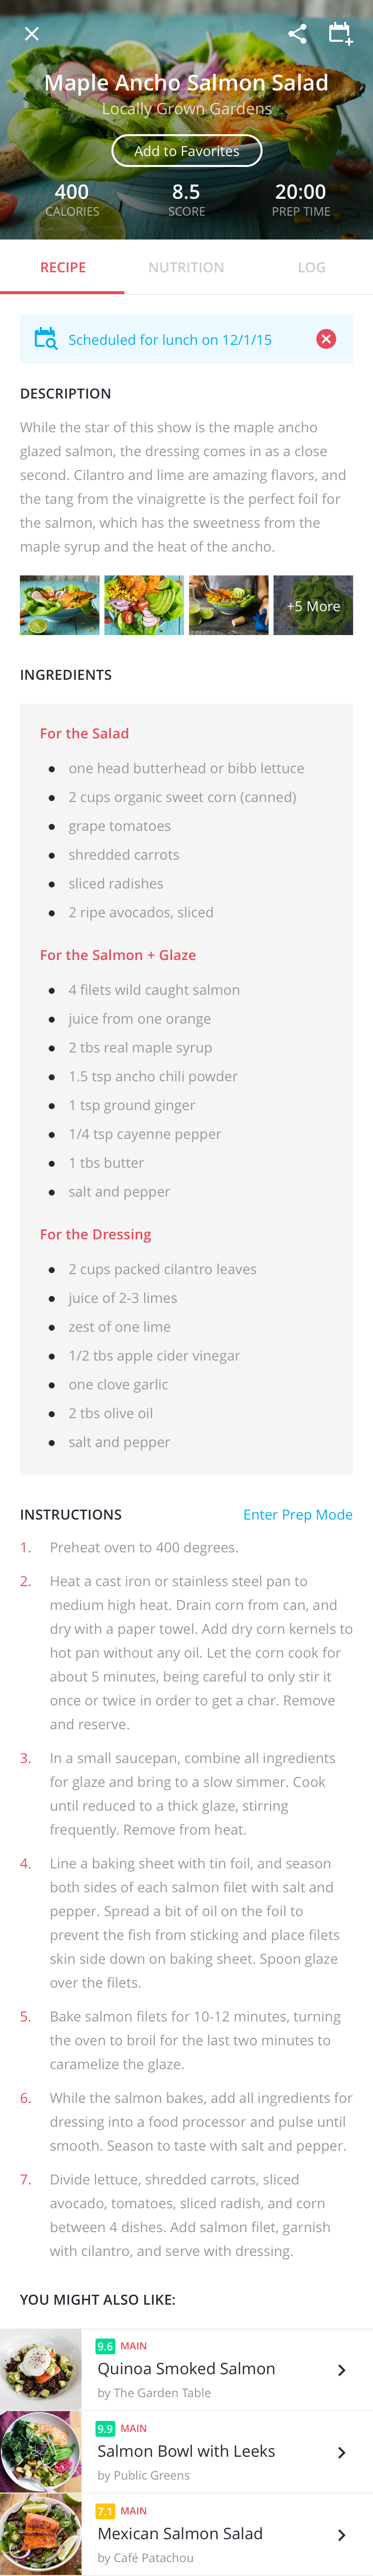 Maple Ancho Salmon Salad
Locally Grown Gardens
Add to Favorites
400
CALORIES
8.5
SCORE
20:00
PREP TIME
RECIPE
NUTRITION
LOG
Scheduled for lunch on 12/1/15
DESCRIPTION
While the star of this show is the maple ancho
glazed salmon, the dressing comes in as a close
second. Cilantro and lime are amazing flavors, and
the tang from the vinaigrette is the perfect foil for
the salmon, which has the sweetness from the
maple syrup and the heat of the ancho.
+5 More
INGREDIENTS
For the Salad
one head butterhead or bibb lettuce
2 cups organic sweet corn (canned)
grape tomatoes
shredded carrots
sliced radishes
2 ripe avocados, sliced
For the Salmon + Glaze
4 filets wild caught salmon
juice from one orange
2 tbs real maple syrup
1.5 tsp ancho chili powder
1 tsp ground ginger
1/4 tsp cayenne pepper
1 tbs butter
salt and pepper
For the Dressing
2 cups packed cilantro leaves
juice of 2-3 limes
zest of one lime
1/2 tbs apple cider vinegar
one clove garlic
2 tbs olive oil
salt and pepper
INSTRUCTIONS
Enter Prep Mode
1. Preheat oven to 400 degrees.
2. Heat a cast iron or stainless steel pan to
medium high heat. Drain corn from can, and
dry with a paper towel. Add dry corn kernels to
hot pan without any oil. Let the corn cook for
about 5 minutes, being careful to only stir it
once or twice in order to get a char. Remove
and reserve.
3. In a small saucepan, combine all ingredients
for glaze and bring to a slow simmer. Cook
until reduced to a thick glaze, stirring
frequently. Remove from heat.
4. Line a baking sheet with tin foil, and season
both sides of each salmon filet with salt and
pepper. Spread a bit of oil on the foil to
prevent the fish from sticking and place filets
skin side down on baking sheet. Spoon glaze
over the filets.
5. Bake salmon filets for 10-12 minutes, turning
the oven to broil for the last two minutes to
caramelize the glaze.
6. While the salmon bakes, add all ingredients for
dressing into a food processor and pulse until
smooth. Season to taste with salt and pepper.
7. Divide lettuce, shredded carrots, sliced
avocado, tomatoes, sliced radish, and corn
between 4 dishes. Add salmon filet, garnish
with cilantro, and serve with dressing.
YOU MIGHT ALSO LIKE:
9.6 MAIN
Quinoa Smoked Salmon
by The Garden Table
9.9 MAIN
Salmon Bowl with Leeks
by Public Greens
7.1 MAIN
Mexican Salmon Salad
by Café Patachou